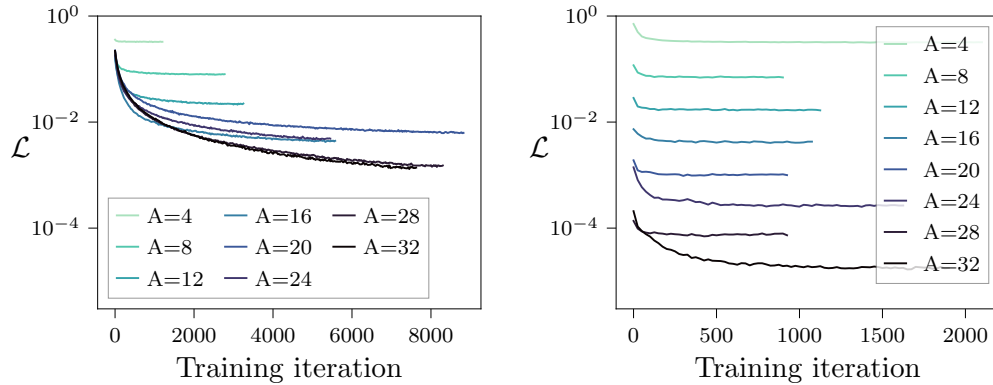 10^0
10^{-2}
10^{-4}
ℒ
A=4 A=16 A=28
A=8 A=20 A=32
A=12 A=24
0 2000 4000 6000 8000
Training iteration
10^0
10^{-2}
10^{-4}
ℒ
A=4
A=8
A=12
A=16
A=20
A=24
A=28
A=32
0 500 1000 1500 2000
Training iteration